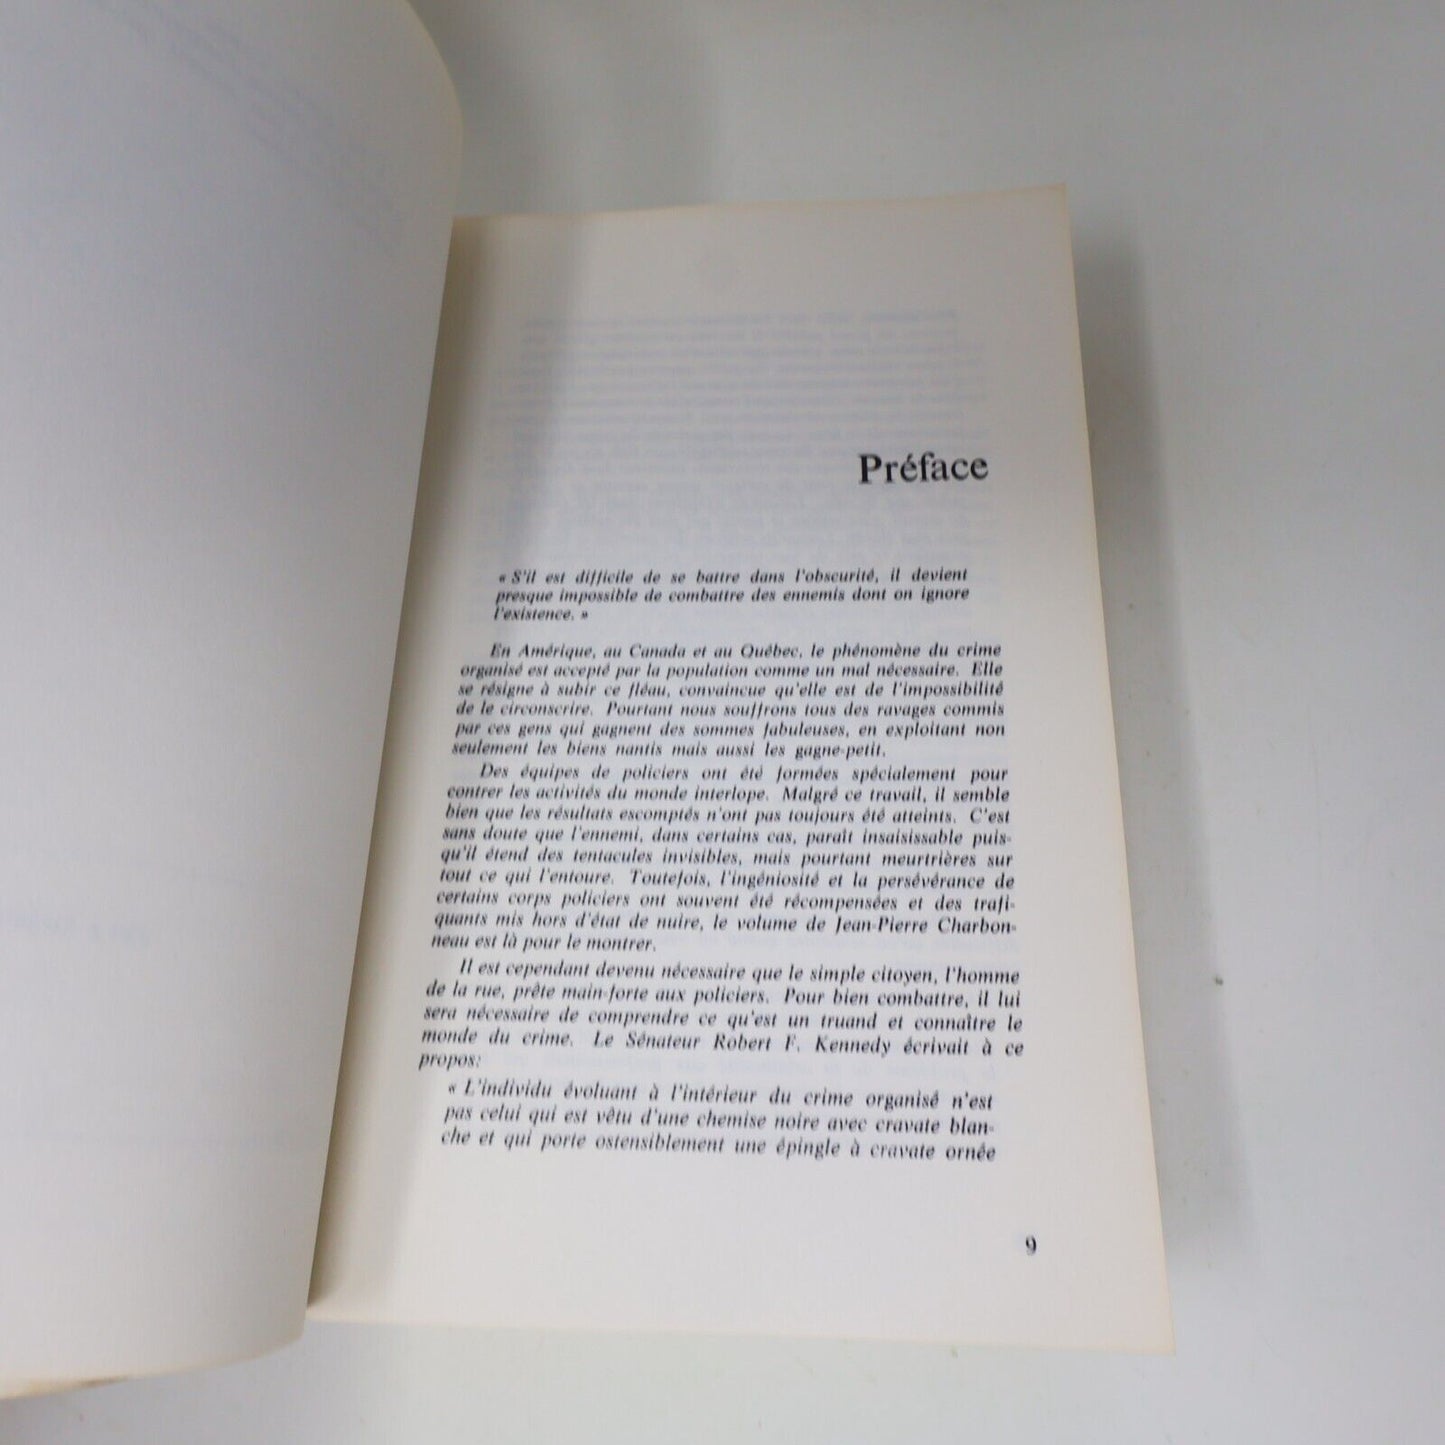 Préface
« S'il est difficile de se battre dans l'obscurité, il devient
presque impossible de combattre des ennemis dont on ignore
l'existence. »
En Amérique, au Canada et au Québec, le phénomène du crime
organisé est accepté par la population comme un mal nécessaire. Elle
se résigne à subir ce fléau, convaincue qu'elle est de l'impossibilité
de le circonscrire. Pourtant nous souffrons tous des ravages commis
par ces gens qui gagnent des sommes fabuleuses, en exploitant non
seulement les biens nantis mais aussi les gagne-petit.
Des équipes de policiers ont été formées spécialement pour
contrer les activités du monde interlope. Malgré ce travail, il semble
bien que les résultats escomptés n'ont pas toujours été atteints. C'est
sans doute que l'ennemi, dans certains cas, paraît insaisissable puis-
qu'il étend des tentacules invisibles, mais pourtant meurtrières sur
tout ce qui l'entoure. Toutefois, l'ingéniosité et la persévérance de
certains corps policiers ont souvent été récompensées et des trafi-
quants mis hors d'état de nuire, le volume de Jean-Pierre Charbon-
neau est là pour le montrer.
Il est cependant devenu nécessaire que le simple citoyen, l'homme
de la rue, prête main-forte aux policiers. Pour bien combattre, il lui
sera nécessaire de comprendre ce qu'est un truand et connaître le
monde du crime. Le Sénateur Robert F. Kennedy écrivait à ce
propos:
« L'individu évoluant à l'intérieur du crime organisé n'est
pas celui qui est vêtu d'une chemise noire avec cravate blan-
che et qui porte ostensiblement une épingle à cravate ornée
9